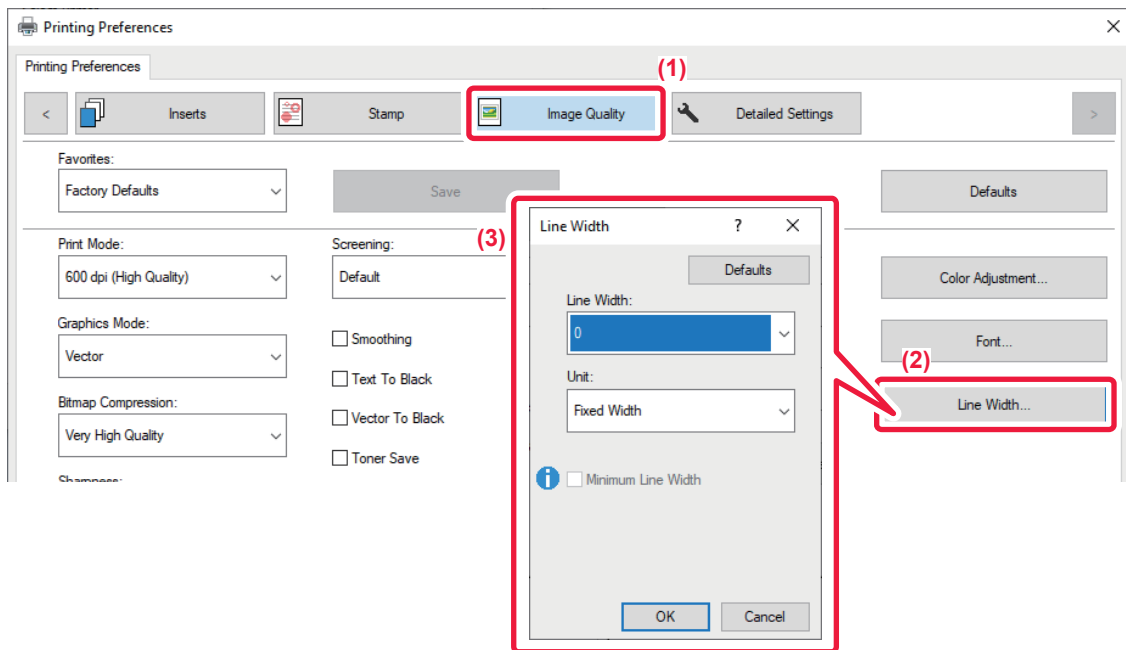 Printing Preferences
Printing Preferences
(1)
<
Inserts
Stamp
Image Quality
Detailed Settings
>
Favorites:
Factory Defaults
Save
Defaults
Print Mode:
600 dpi (High Quality)
Screening:
Default
Color Adjustment...
Graphics Mode:
Vector
Smoothing
Text To Black
Font...
Bitmap Compression:
Very High Quality
Vector To Black
Toner Save
(2)
Line Width...
Sharpness:
(3)
Line Width
?
Defaults
Line Width:
0
Unit:
Fixed Width
Minimum Line Width
OK
Cancel